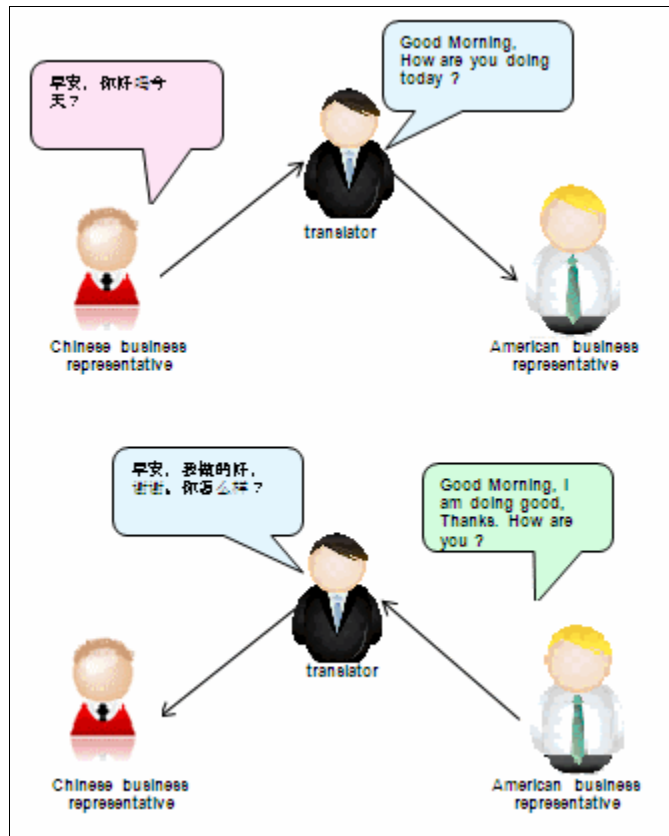 Good Morning,
How are you doing
today ?
早安，你好吗今
天？
translator
Chinese business
representative
American business
representative
早安，我做的好，
谢谢。你怎么样？
Good Morning, I
am doing good,
Thanks. How are
you ?
translator
Chinese business
representative
American business
representative